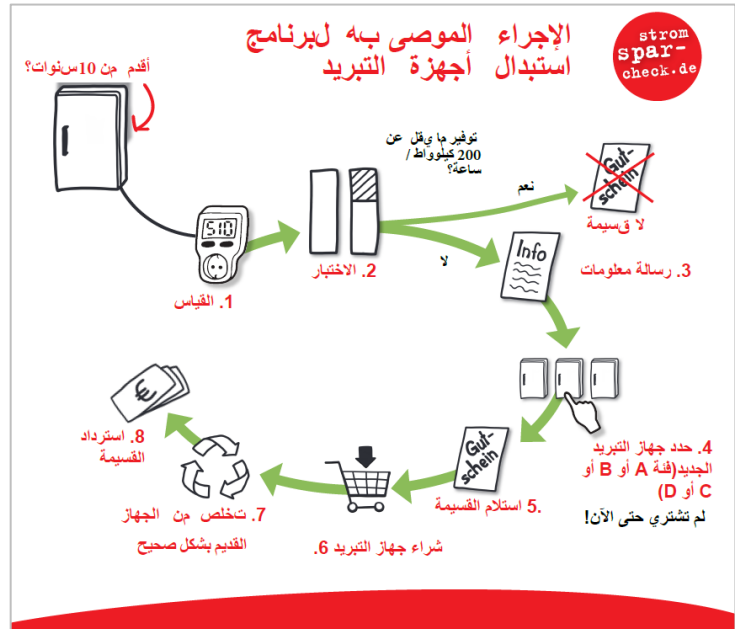 الإجراء الموصى به لبرنامج
استبدال أجهزة التبريد
strom
spar-
check.de
أقدم من 10سنوات؟
510
1. القياس
2. الاختبار
توفير ما يقل عن
200 كيلوواط /
ساعة؟
نعم
لا
Gut-
schein
لا قسيمة
Info
3. رسالة معلومات
4. حدد جهاز التبريد
الجديد(فئة A أو B أو
C أو D)
لم تشتري حتى الآن!
Gut-
schein
5. استلام القسيمة.
شراء جهاز التبريد 6.
7. تخلص من الجهاز
القديم بشكل صحيح
€
8. استرداد
القسيمة